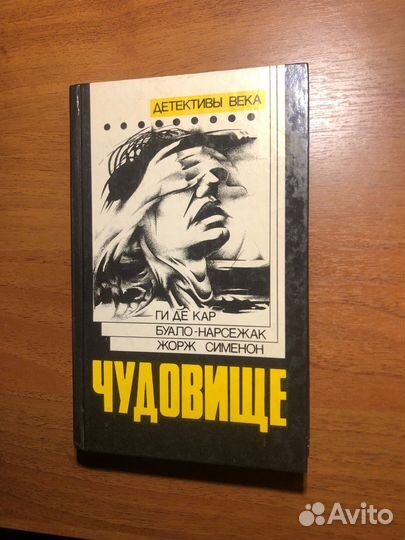 ДЕТЕКТИВЫ ВЕКА
ГИ ДЕ КАР
БУАЛО-НАРСЕЖАК
ЖОРЖ СИМЕНОН
ЧУДОВИЩЕ
Avito